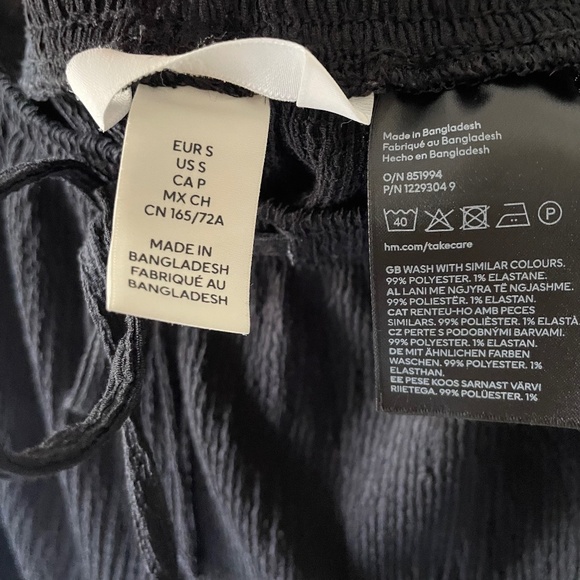 EUR S
US S
CA P
MX CH
CN 165/72A
MADE IN
BANGLADESH
FABRIQUÉ AU
BANGLADESH
Made in Bangladesh
Fabriqué au Bangladesh
Hecho en Bangladesh
O/N 851994
P/N 1229304 9
40
P
hm.com/takecare
GB WASH WITH SIMILAR COLOURS.
99% POLYESTER. 1% ELASTANE.
AL LANI ME NGJYRA TË NGJASHME.
99% POLIESTËR. 1% ELASTAN.
CAT RENTEU-HO AMB PECES
SIMILARS. 99% POLIÈSTER. 1% ELASTÀ
CZ PERTE S PODOBNÝMI BARVAMI.
99% POLYESTER. 1% ELASTAN.
DE MIT ÄHNLICHEN FARBEN
WASCHEN. 99% POLYESTER. 1%
ELASTHAN.
EE PESE KOOS SARNAST VÄRVI
RIIETEGA. 99% POLÜESTER. 1%